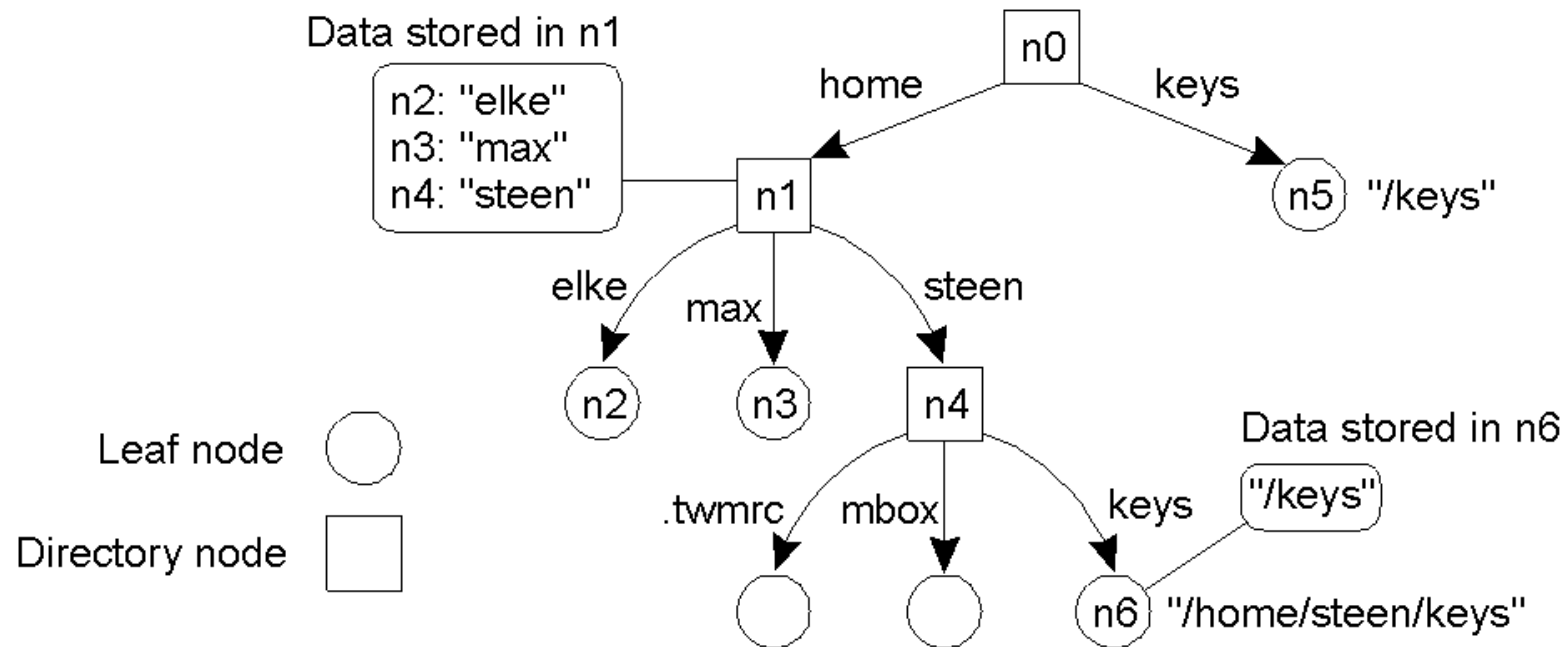 Data stored in n1
n0
n2: "elke"
n3: "max"
n4: "steen"
home
keys
n1
n5
"/keys"
elke
max
steen
n2
n3
n4
Leaf node
Data stored in n6
"/keys"
.twmrc
mbox
keys
Directory node
n6
"/home/steen/keys"